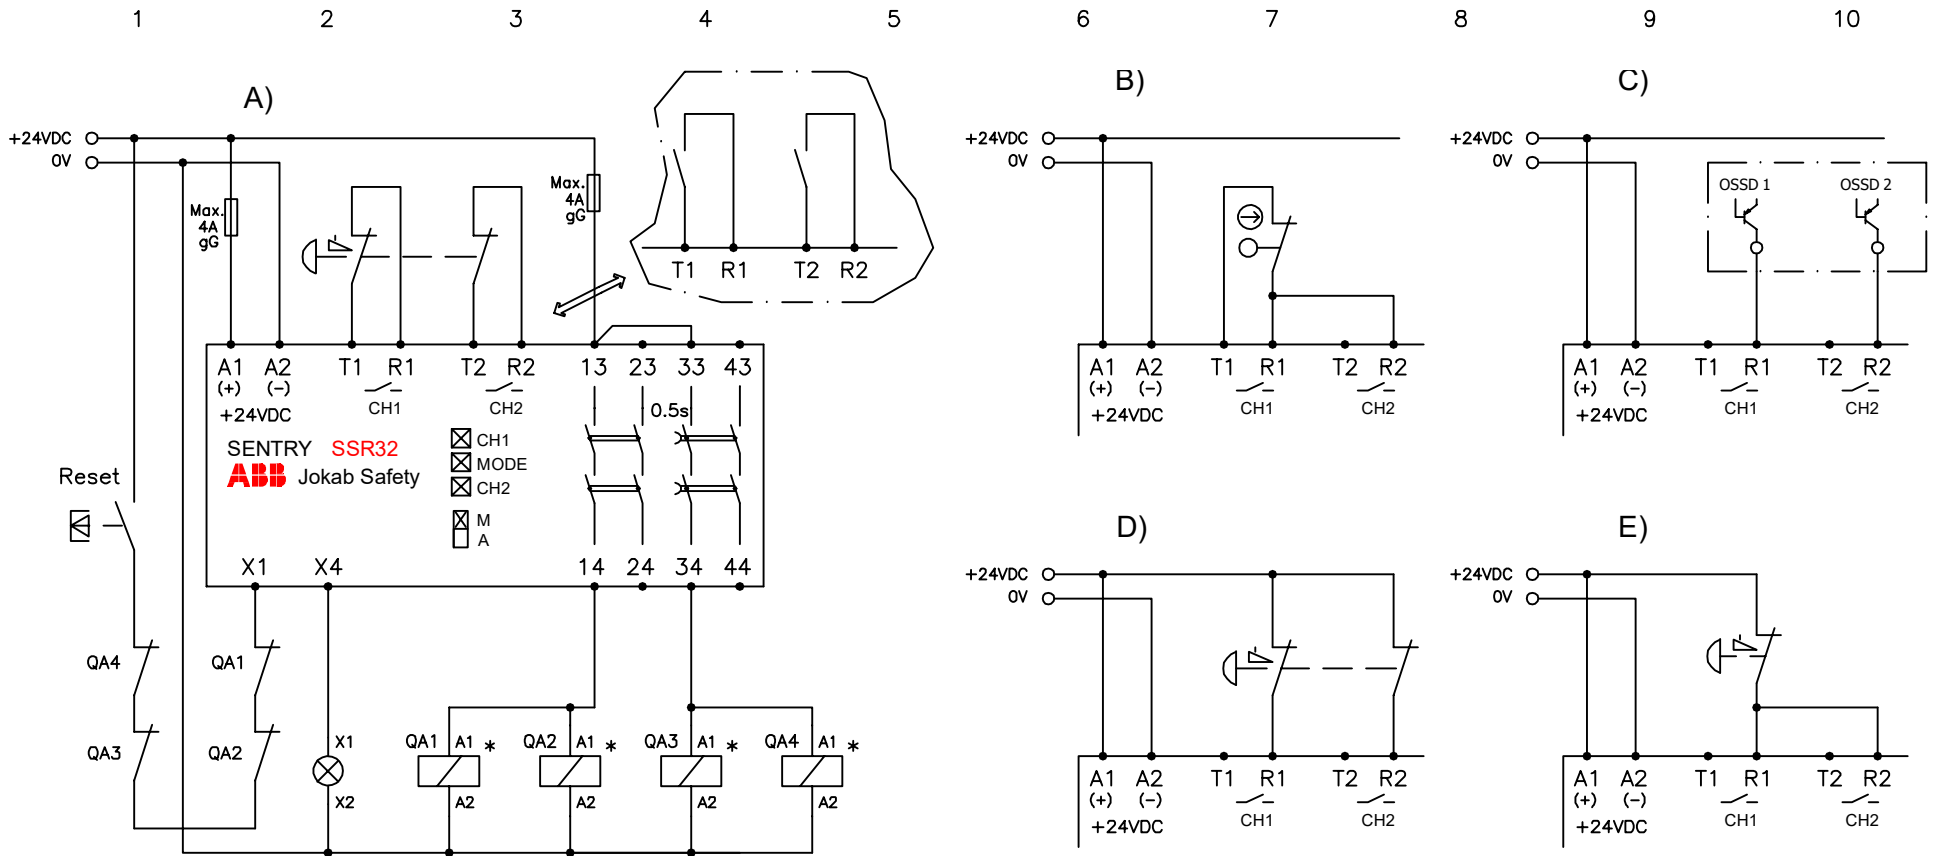 1 2 3 4 5 6 7 8 9 10
A)
+24VDC
0V
Max.
4A
gG
Max.
4A
gG
T1 R1 T2 R2
A1 A2 T1 R1 T2 R2 13 23 33 43
(+) (-)
CH1 CH2
+24VDC
0.5s
SENTRY SSR32
ABB Jokab Safety
CH1
MODE
CH2
M
A
Reset
X1 X4 14 24 34 44
QA4 QA1
QA3 QA2
X1
X2
QA1 A1 *
A2
QA2 A1 *
A2
QA3 A1 *
A2
QA4 A1 *
A2
B)
+24VDC
0V
A1 A2 T1 R1 T2 R2
(+) (-)
CH1 CH2
+24VDC
C)
+24VDC
0V
OSSD 1 OSSD 2
A1 A2 T1 R1 T2 R2
(+) (-)
CH1 CH2
+24VDC
D)
+24VDC
0V
A1 A2 T1 R1 T2 R2
(+) (-)
CH1 CH2
+24VDC
E)
+24VDC
0V
A1 A2 T1 R1 T2 R2
(+) (-)
CH1 CH2
+24VDC